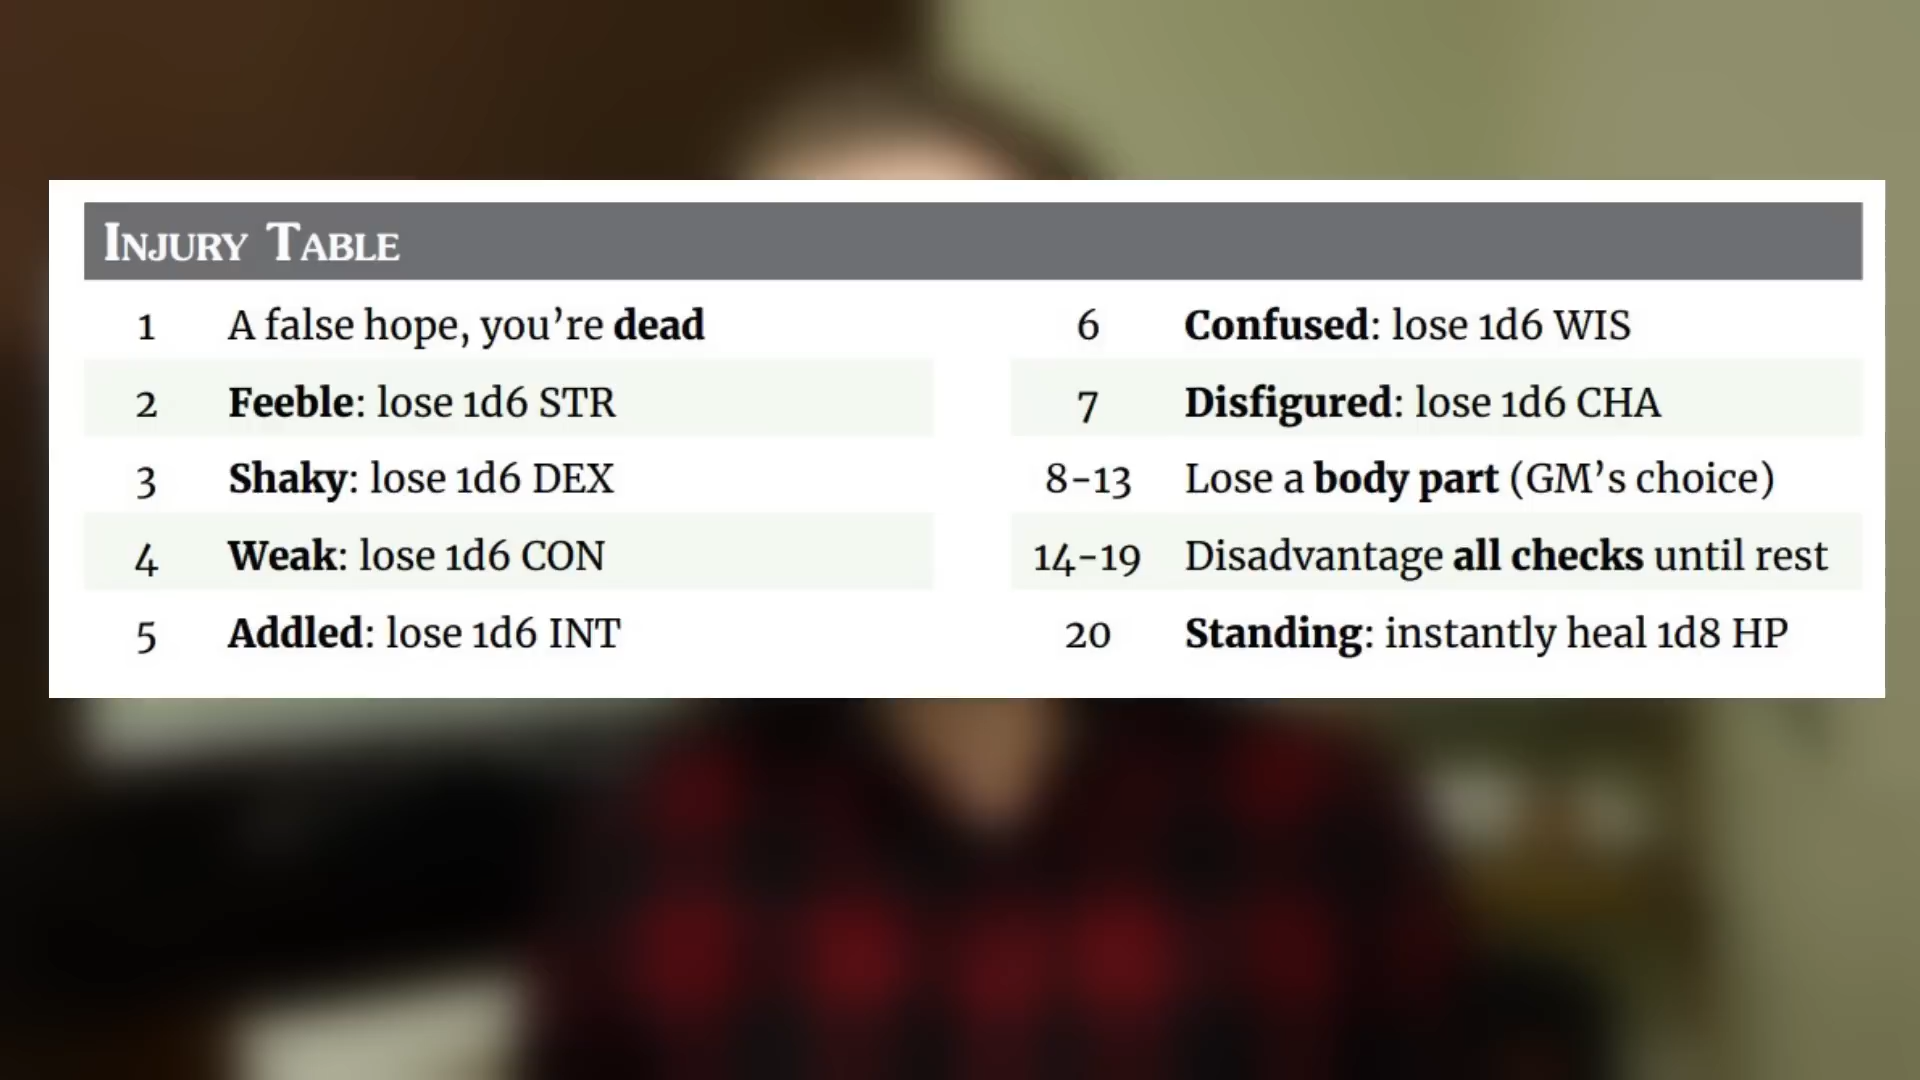 Injury Table
1 A false hope, you're dead
2 Feeble: lose 1d6 STR
3 Shaky: lose 1d6 DEX
4 Weak: lose 1d6 CON
5 Addled: lose 1d6 INT
6 Confused: lose 1d6 WIS
7 Disfigured: lose 1d6 CHA
8-13 Lose a body part (GM's choice)
14-19 Disadvantage all checks until rest
20 Standing: instantly heal 1d8 HP